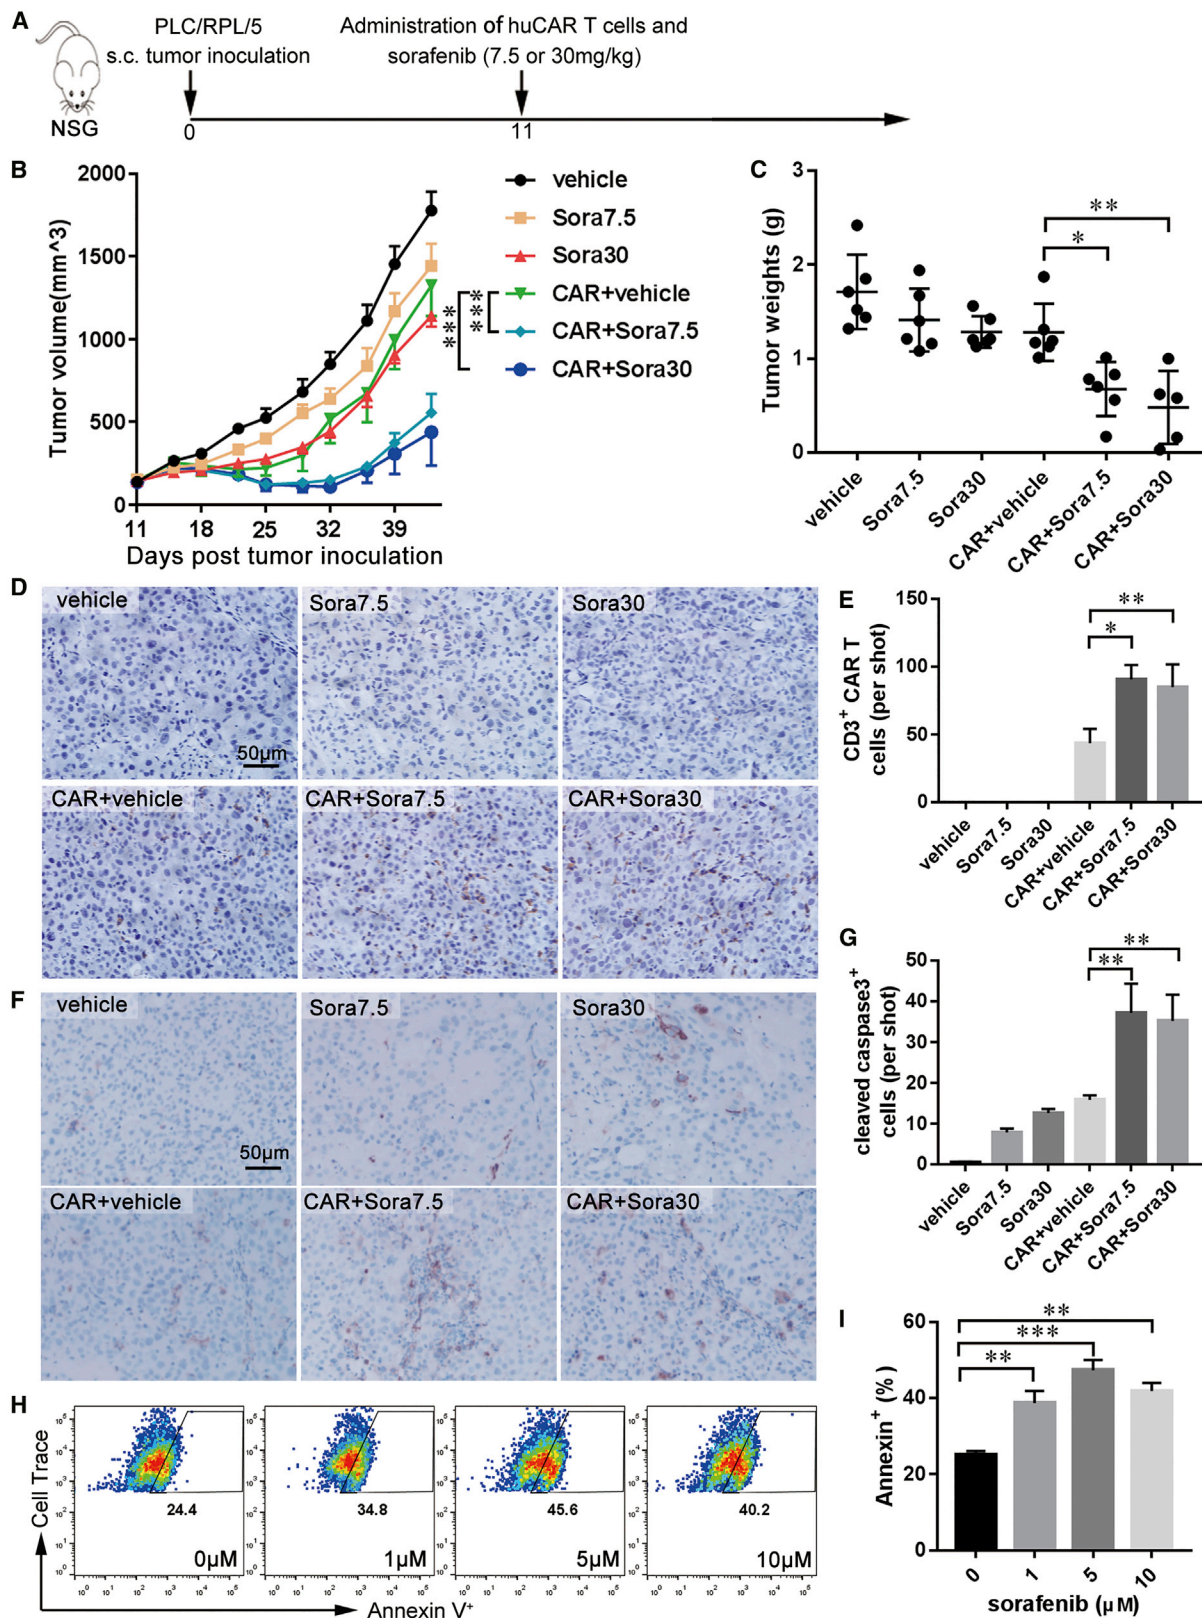 A
PLC/RPL/5
s.c. tumor inoculation
Administration of huCAR T cells and
sorafenib (7.5 or 30mg/kg)
NSG
0
11
B
Tumor volume(mm^3)
2000
1500
1000
500
0
11 18 25 32 39
Days post tumor inoculation
vehicle
Sora7.5
Sora30
CAR+vehicle
CAR+Sora7.5
CAR+Sora30
***
***
C
Tumor weights (g)
3
2
1
0
**
*
vehicle
Sora7.5
Sora30
CAR+vehicle
CAR+Sora7.5
CAR+Sora30
D
vehicle
Sora7.5
Sora30
50μm
CAR+vehicle
CAR+Sora7.5
CAR+Sora30
E
CD3+ CAR T
cells (per shot)
150
100
50
0
**
*
vehicle
Sora7.5
Sora30
CAR+vehicle
CAR+Sora7.5
CAR+Sora30
F
vehicle
Sora7.5
Sora30
50μm
CAR+vehicle
CAR+Sora7.5
CAR+Sora30
G
cleaved caspase3+
cells (per shot)
50
40
30
20
10
0
**
**
vehicle
Sora7.5
Sora30
CAR+vehicle
CAR+Sora7.5
CAR+Sora30
H
Cell Trace
24.4
0μM
34.8
1μM
45.6
5μM
40.2
10μM
Annexin V+
I
Annexin+ (%)
60
40
20
0
**
***
**
0 1 5 10
sorafenib (μM)